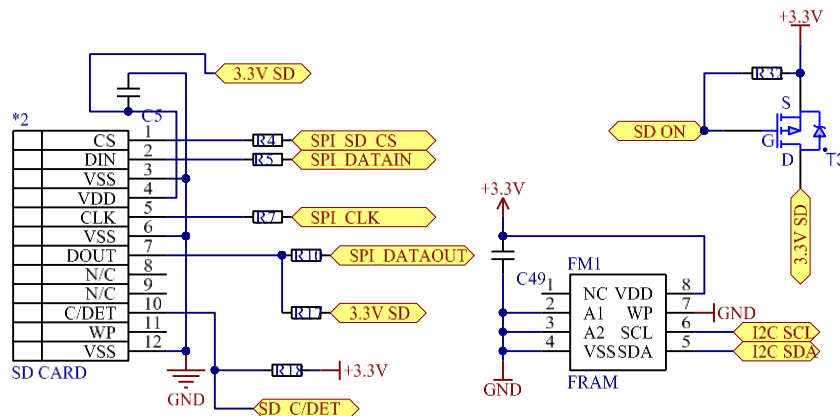 +3.3V
3.3V SD
R32
*2
C5
S
1
CS
R4
SPI_SD_CS
SD ON
G
2
DIN
R5
SPI_DATAIN
D
T3
3
VSS
4
VDD
+3.3V
5
CLK
R7
SPI_CLK
3.3V SD
6
VSS
7
DOUT
R10
SPI_DATAOUT
8
N/C
C49
FM1
9
N/C
1
NC
VDD
8
10
C/DET
R17
3.3V SD
2
A1
WP
7
GND
11
WP
3
A2
SCL
6
I2C SCL
12
VSS
4
VSS
SDA
5
I2C SDA
SD CARD
R18
+3.3V
GND
GND
FRAM
SD_C/DET